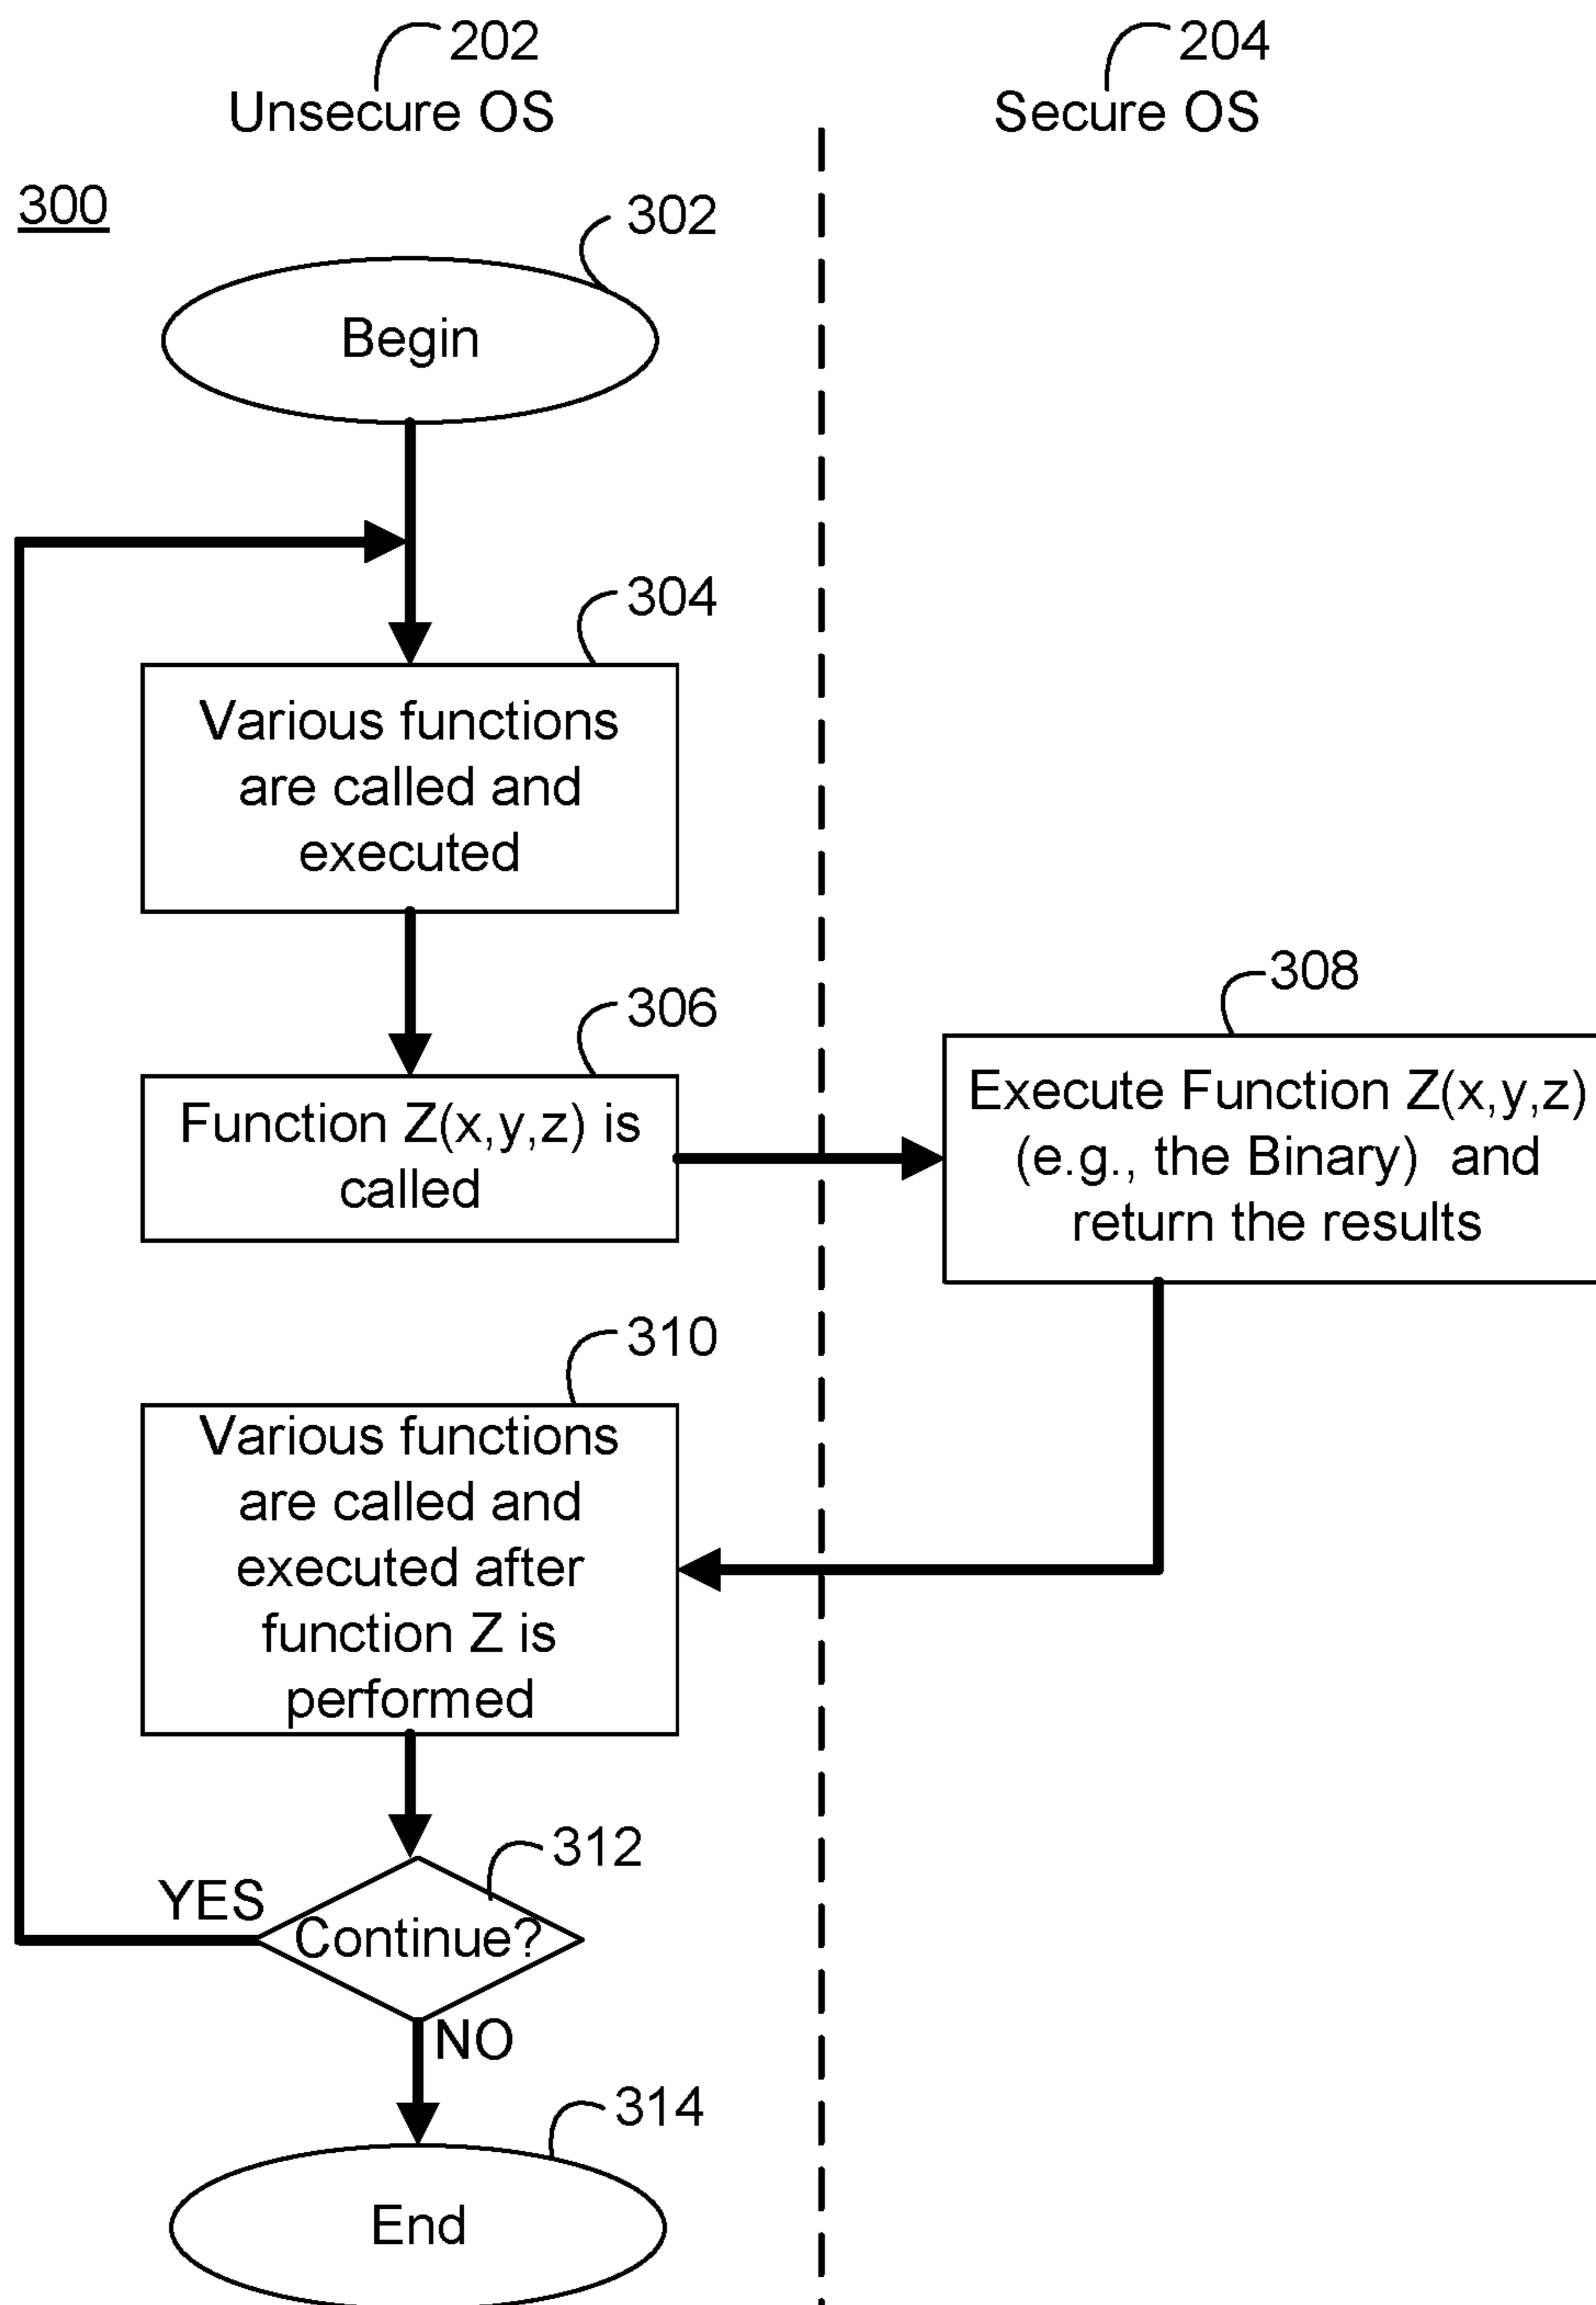 202
Unsecure OS
204
Secure OS
300
302
Begin
304
Various functions
are called and
executed
306
Function Z(x,y,z) is
called
308
Execute Function Z(x,y,z)
(e.g., the Binary) and
return the results
310
Various functions
are called and
executed after
function Z is
performed
312
YES
Continue?
NO
314
End